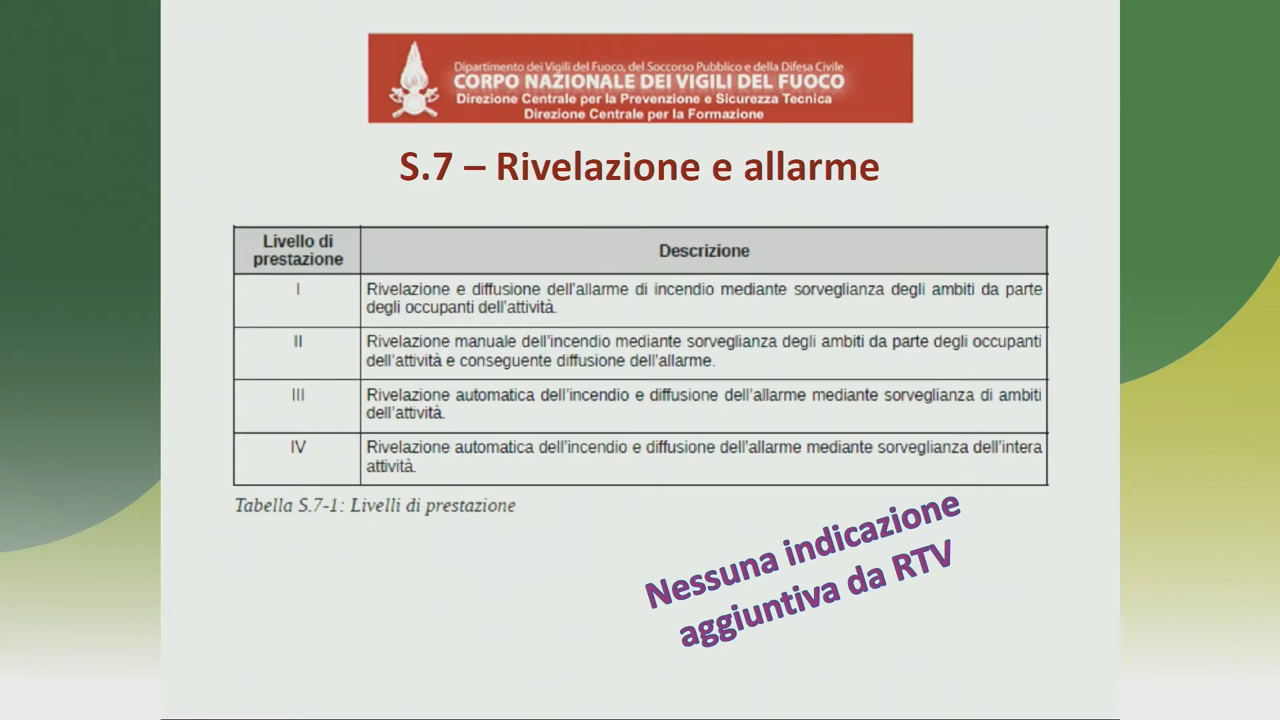 Dipartimento dei Vigili del Fuoco, del Soccorso Pubblico e della Difesa Civile
CORPO NAZIONALE DEI VIGILI DEL FUOCO
Direzione Centrale per la Prevenzione e Sicurezza Tecnica
Direzione Centrale per la Formazione
S.7 – Rivelazione e allarme
Livello di
prestazione
Descrizione
I
Rivelazione e diffusione dell'allarme di incendio mediante sorveglianza degli ambiti da parte
degli occupanti dell'attività.
II
Rivelazione manuale dell'incendio mediante sorveglianza degli ambiti da parte degli occupanti
dell'attività e conseguente diffusione dell'allarme.
III
Rivelazione automatica dell'incendio e diffusione dell'allarme mediante sorveglianza di ambiti
dell'attività.
IV
Rivelazione automatica dell'incendio e diffusione dell'allarme mediante sorveglianza dell'intera
attività.
Tabella S.7-1: Livelli di prestazione
Nessuna indicazione
aggiuntiva da RTV